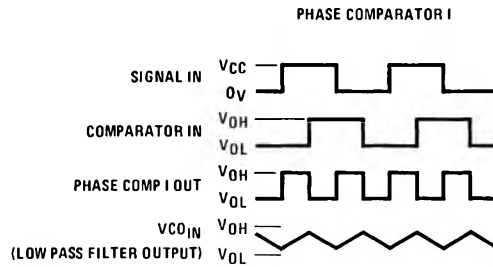 PHASE COMPARATOR I
SIGNAL IN
VCC
0V
COMPARATOR IN
VOH
VOL
PHASE COMP I OUT
VOH
VOL
VCOIN
(LOW PASS FILTER OUTPUT)
VOH
VOL